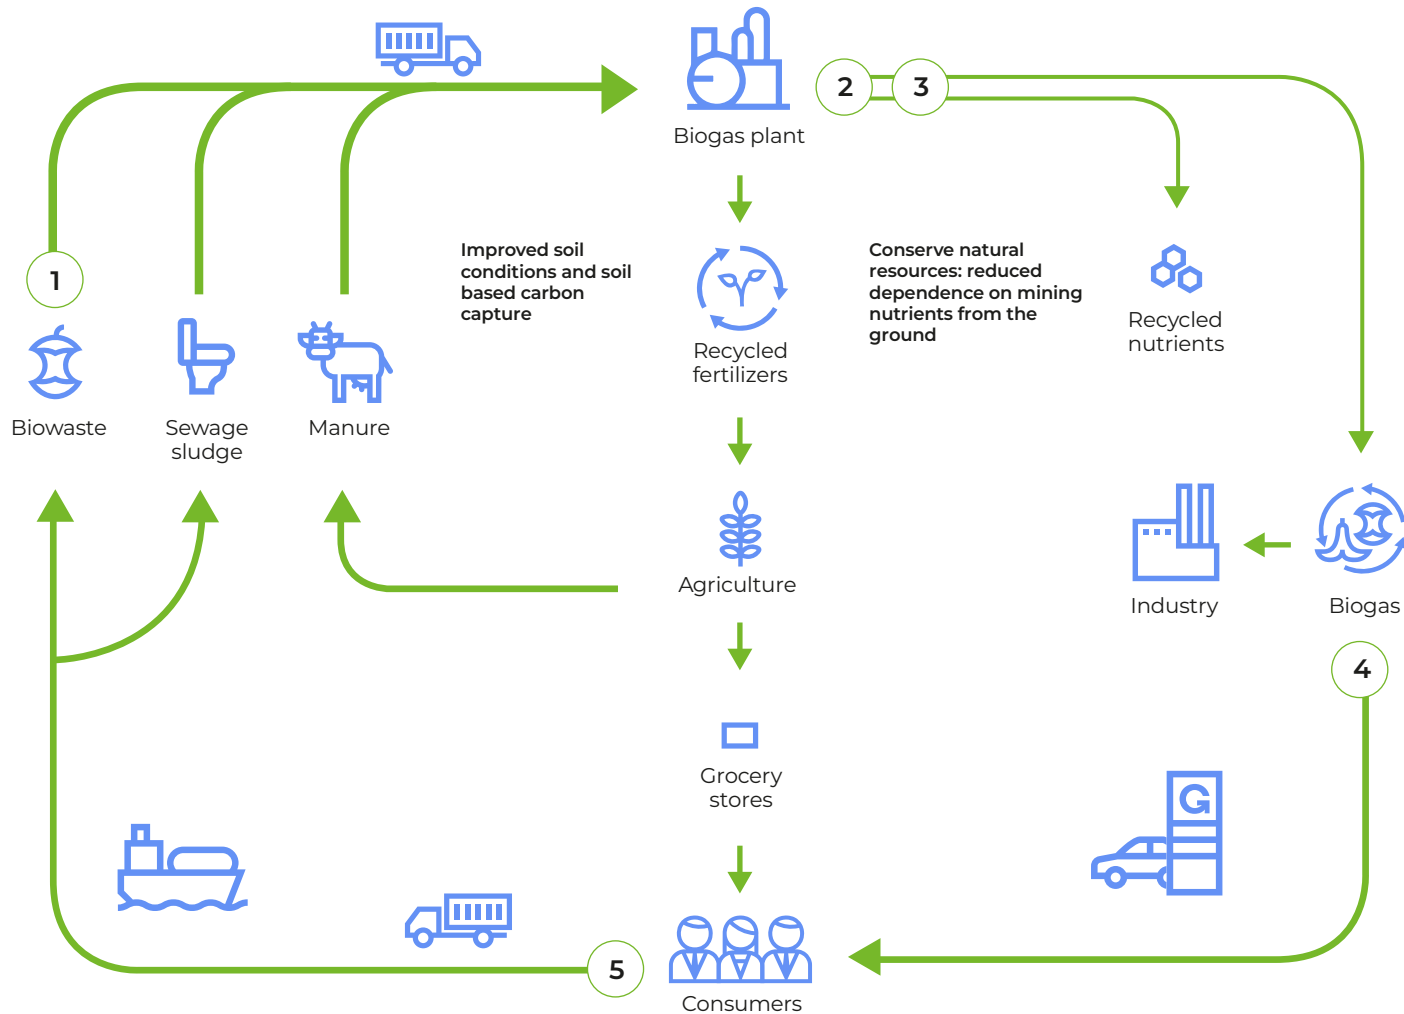 2
3
Biogas plant
1
Improved soil
conditions and soil
based carbon
capture
Conserve natural
resources: reduced
dependence on mining
nutrients from the
ground
Recycled
nutrients
Recycled
fertilizers
Biowaste
Sewage
sludge
Manure
Agriculture
Industry
Biogas
4
Grocery
stores
G
5
Consumers